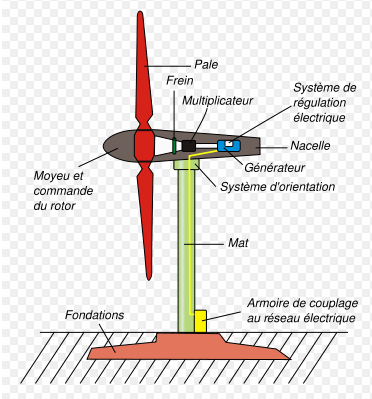 Pale
Frein
Multiplicateur
Système de
régulation
électrique
Nacelle
Générateur
Moyeu et
commande
du rotor
Système d'orientation
Mat
Armoire de couplage
au réseau électrique
Fondations